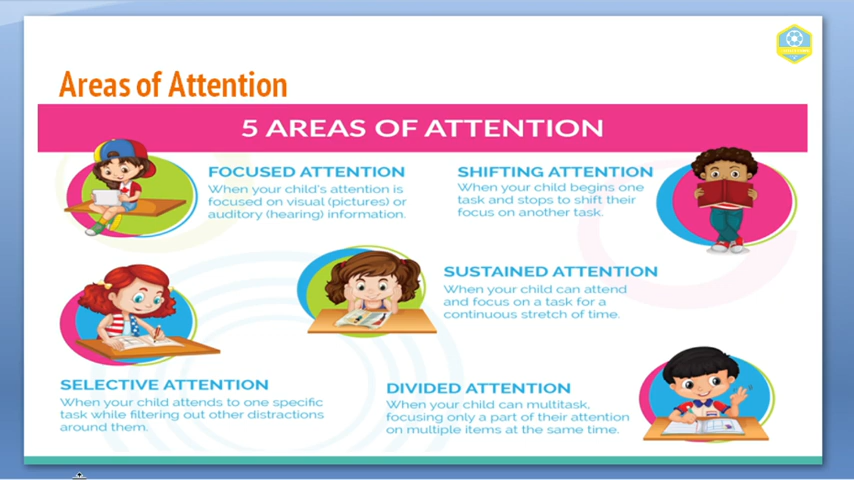 Areas of Attention
5 AREAS OF ATTENTION
FOCUSED ATTENTION
When your child's attention is
focused on visual (pictures) or
auditory (hearing) information.
SHIFTING ATTENTION
When your child begins one
task and stops to shift their
focus on another task.
SUSTAINED ATTENTION
When your child can attend
and focus on a task for a
continuous stretch of time.
SELECTIVE ATTENTION
When your child attends to one specific
task while filtering out other distractions
around them.
DIVIDED ATTENTION
When your child can multitask,
focusing only a part of their attention
on multiple items at the same time.